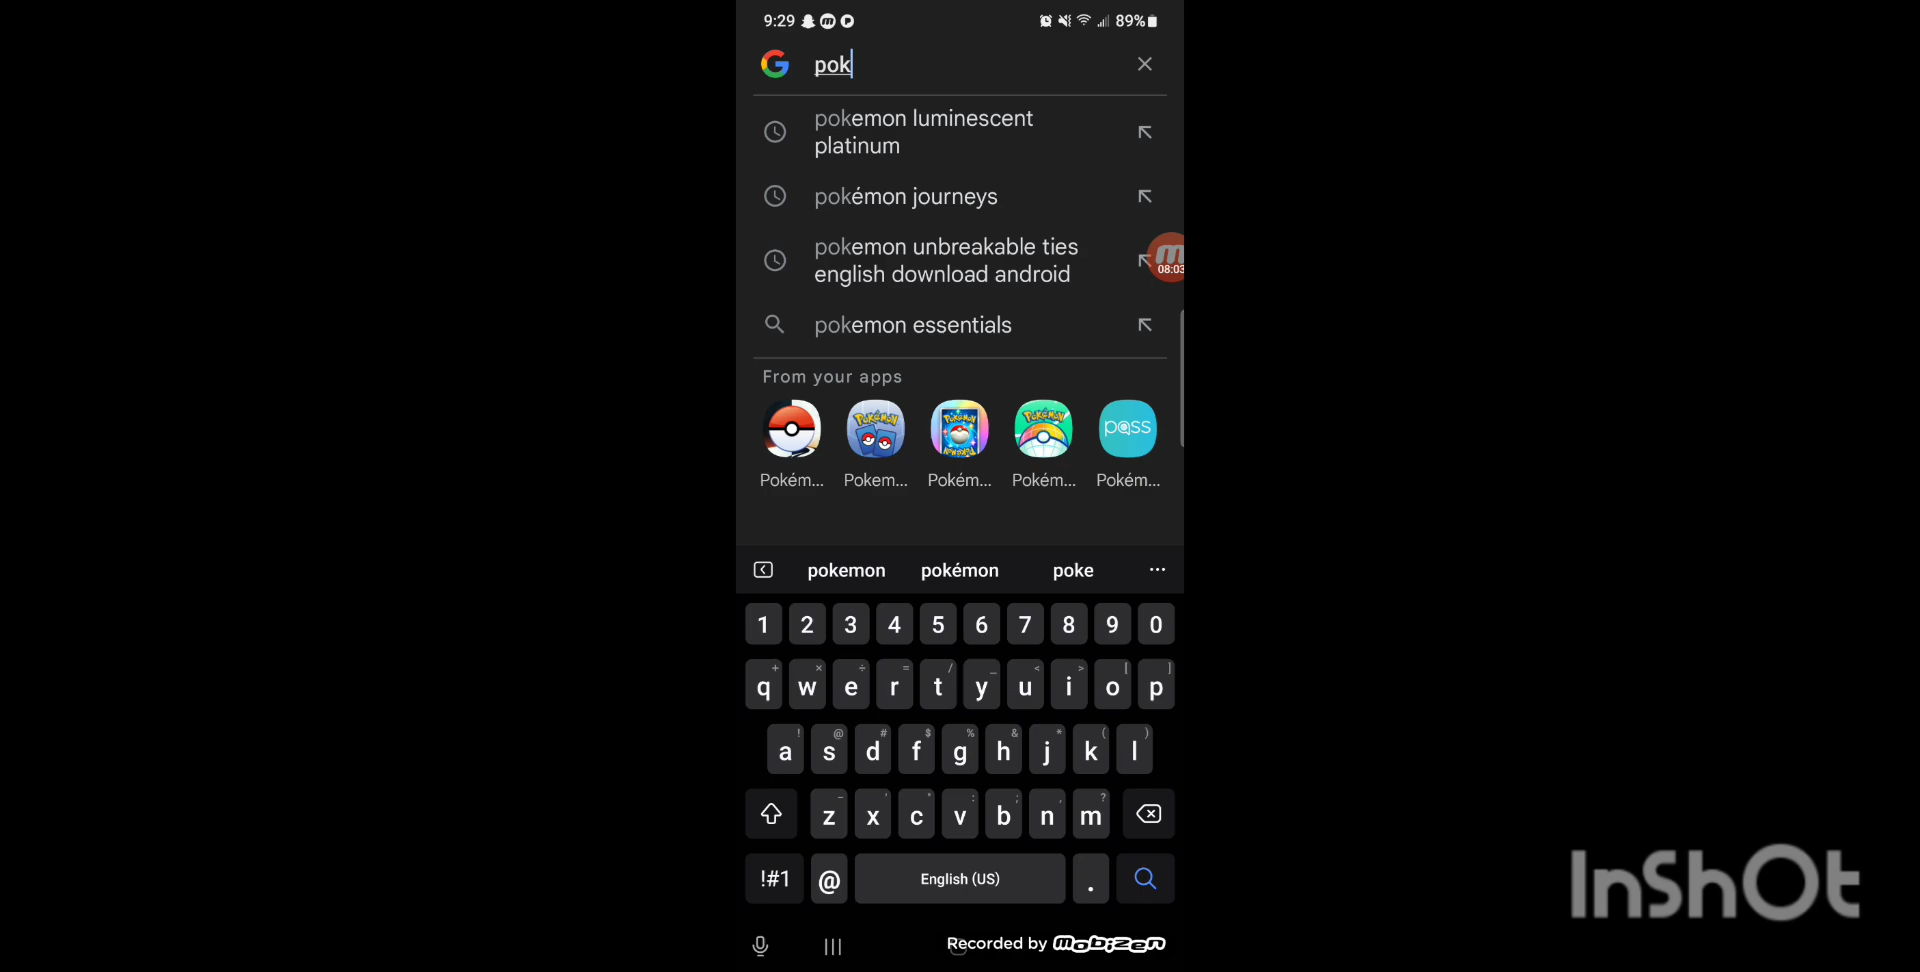 9:29 89%
pok
pokemon luminescent
platinum
pokémon journeys
pokemon unbreakable ties
english download android
08:03
pokemon essentials
From your apps
Pokém... Pokem... Pokém... Pokém... Pokém...
pass
pokemon pokémon poke ...
1 2 3 4 5 6 7 8 9 0
q w e r t y u i o p
a s d f g h j k l
z x c v b n m
!#1 @ English (US) .
Recorded by mobizen
InShOt